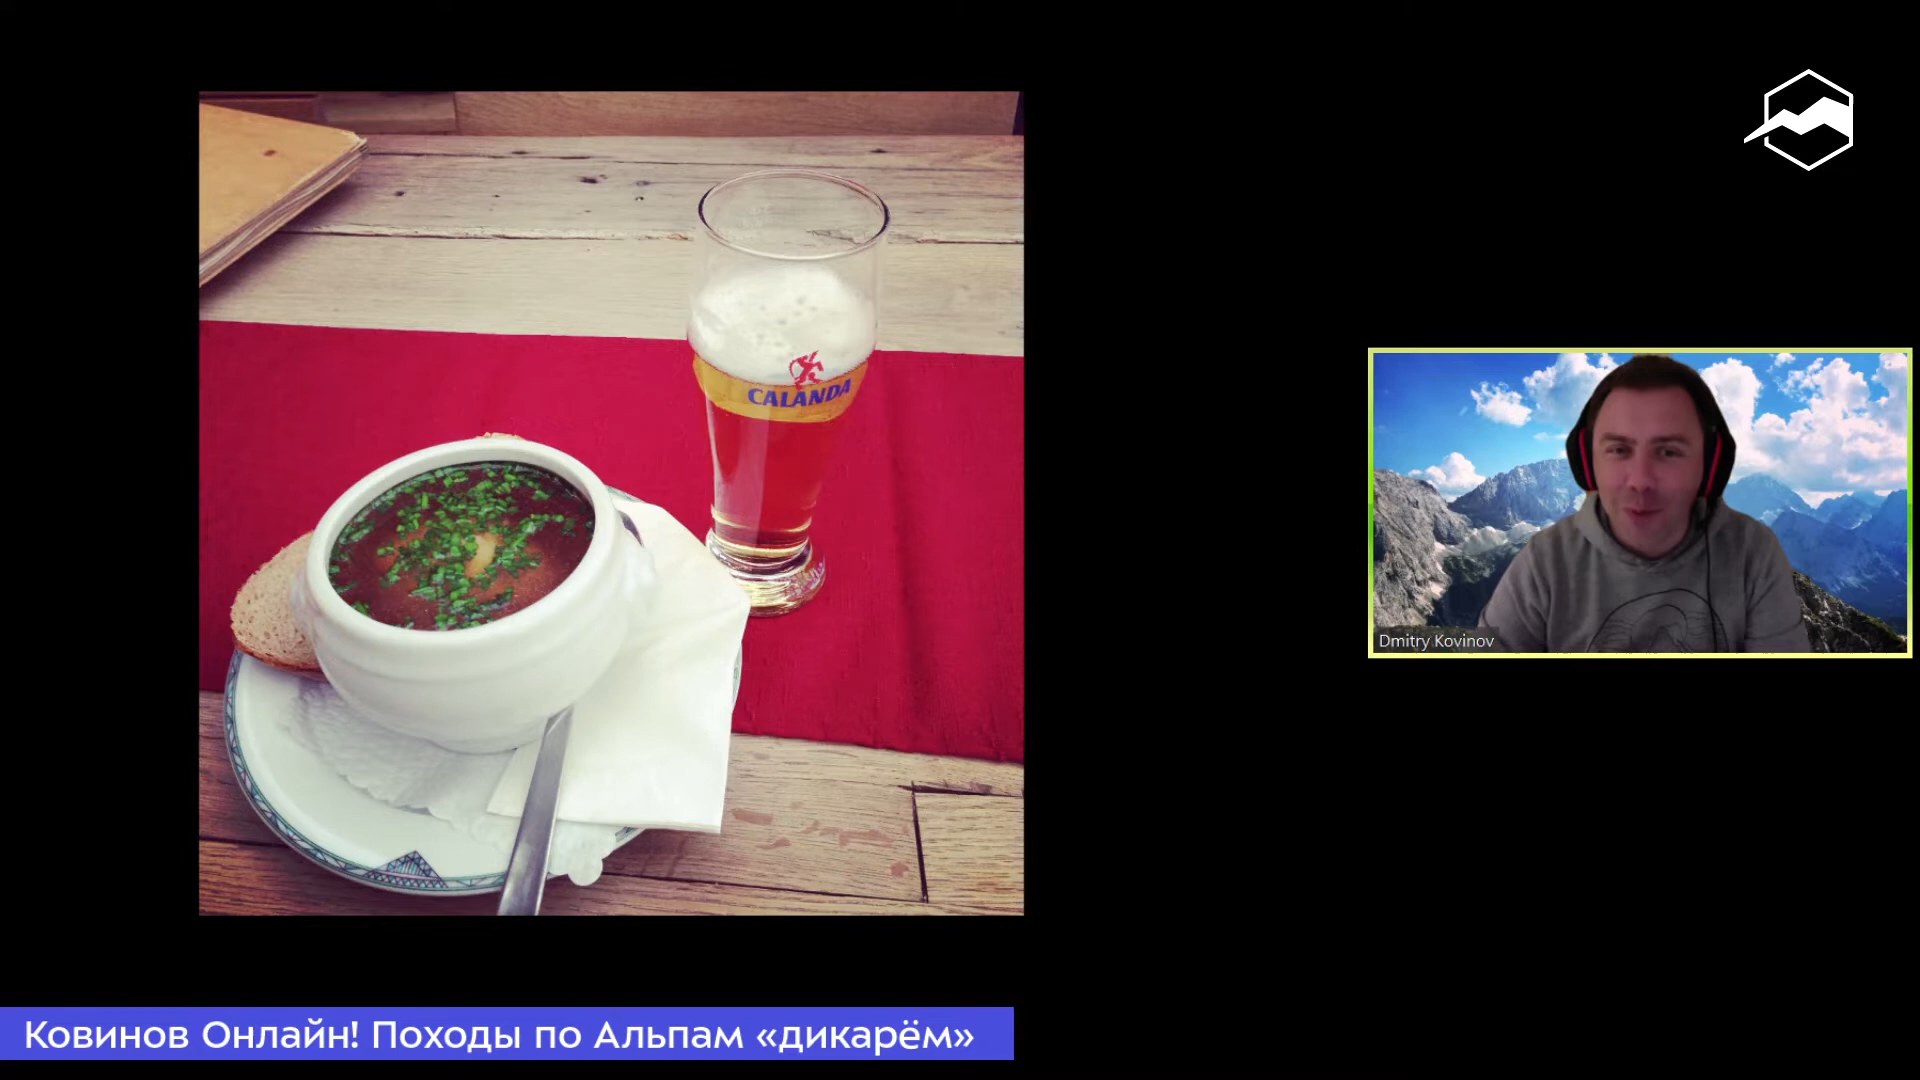 CALANDA
Dmitry Kovinov
Ковинов Онлайн! Походы по Альпам «дикарём»